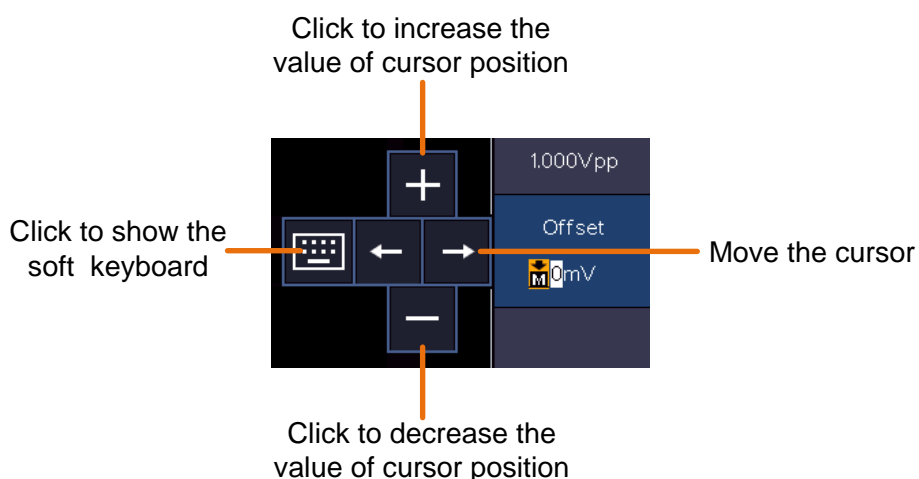 Click to increase the
value of cursor position
1.000Vpp
Offset
M 0mV
Click to show the
soft keyboard
Move the cursor
Click to decrease the
value of cursor position